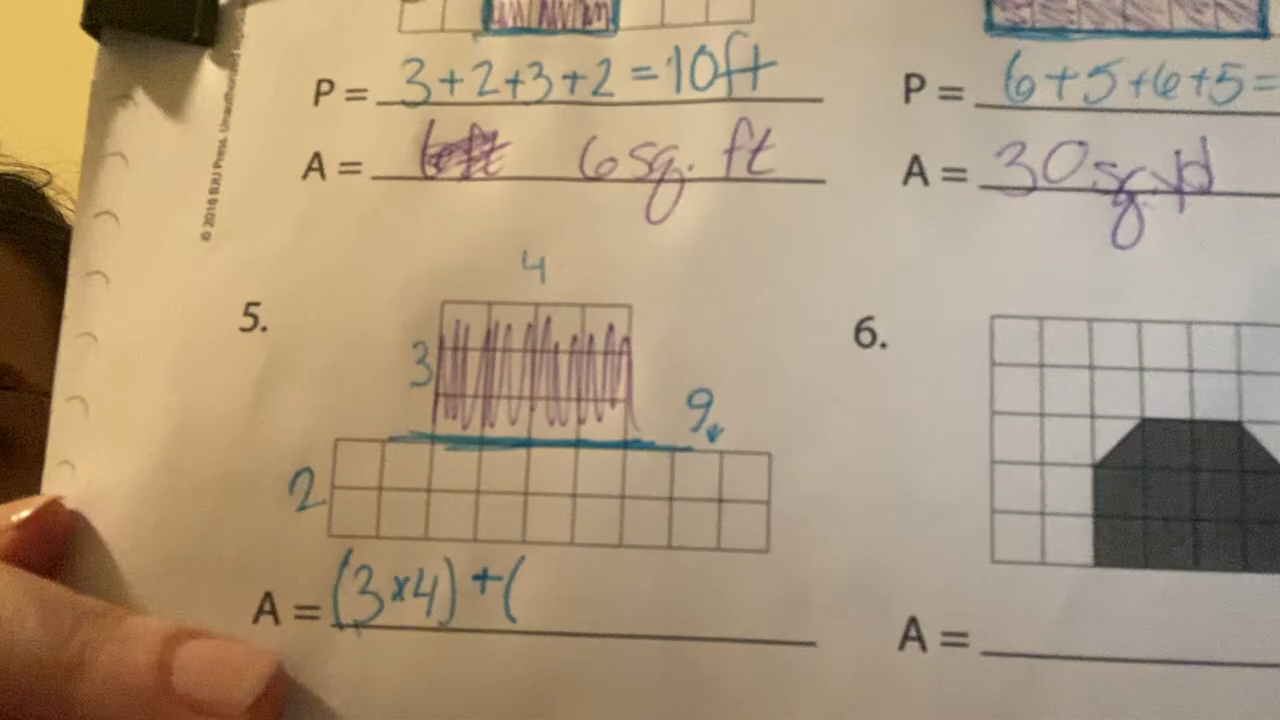 © 2018 BJU Press. Unauthorized
P = 3+2+3+2=10ft
P = 6+5+6+5=
A = 6 sq. ft
A = 30 sq. yd
4
5.
3
6.
9
2
A = (3×4) + (
A =